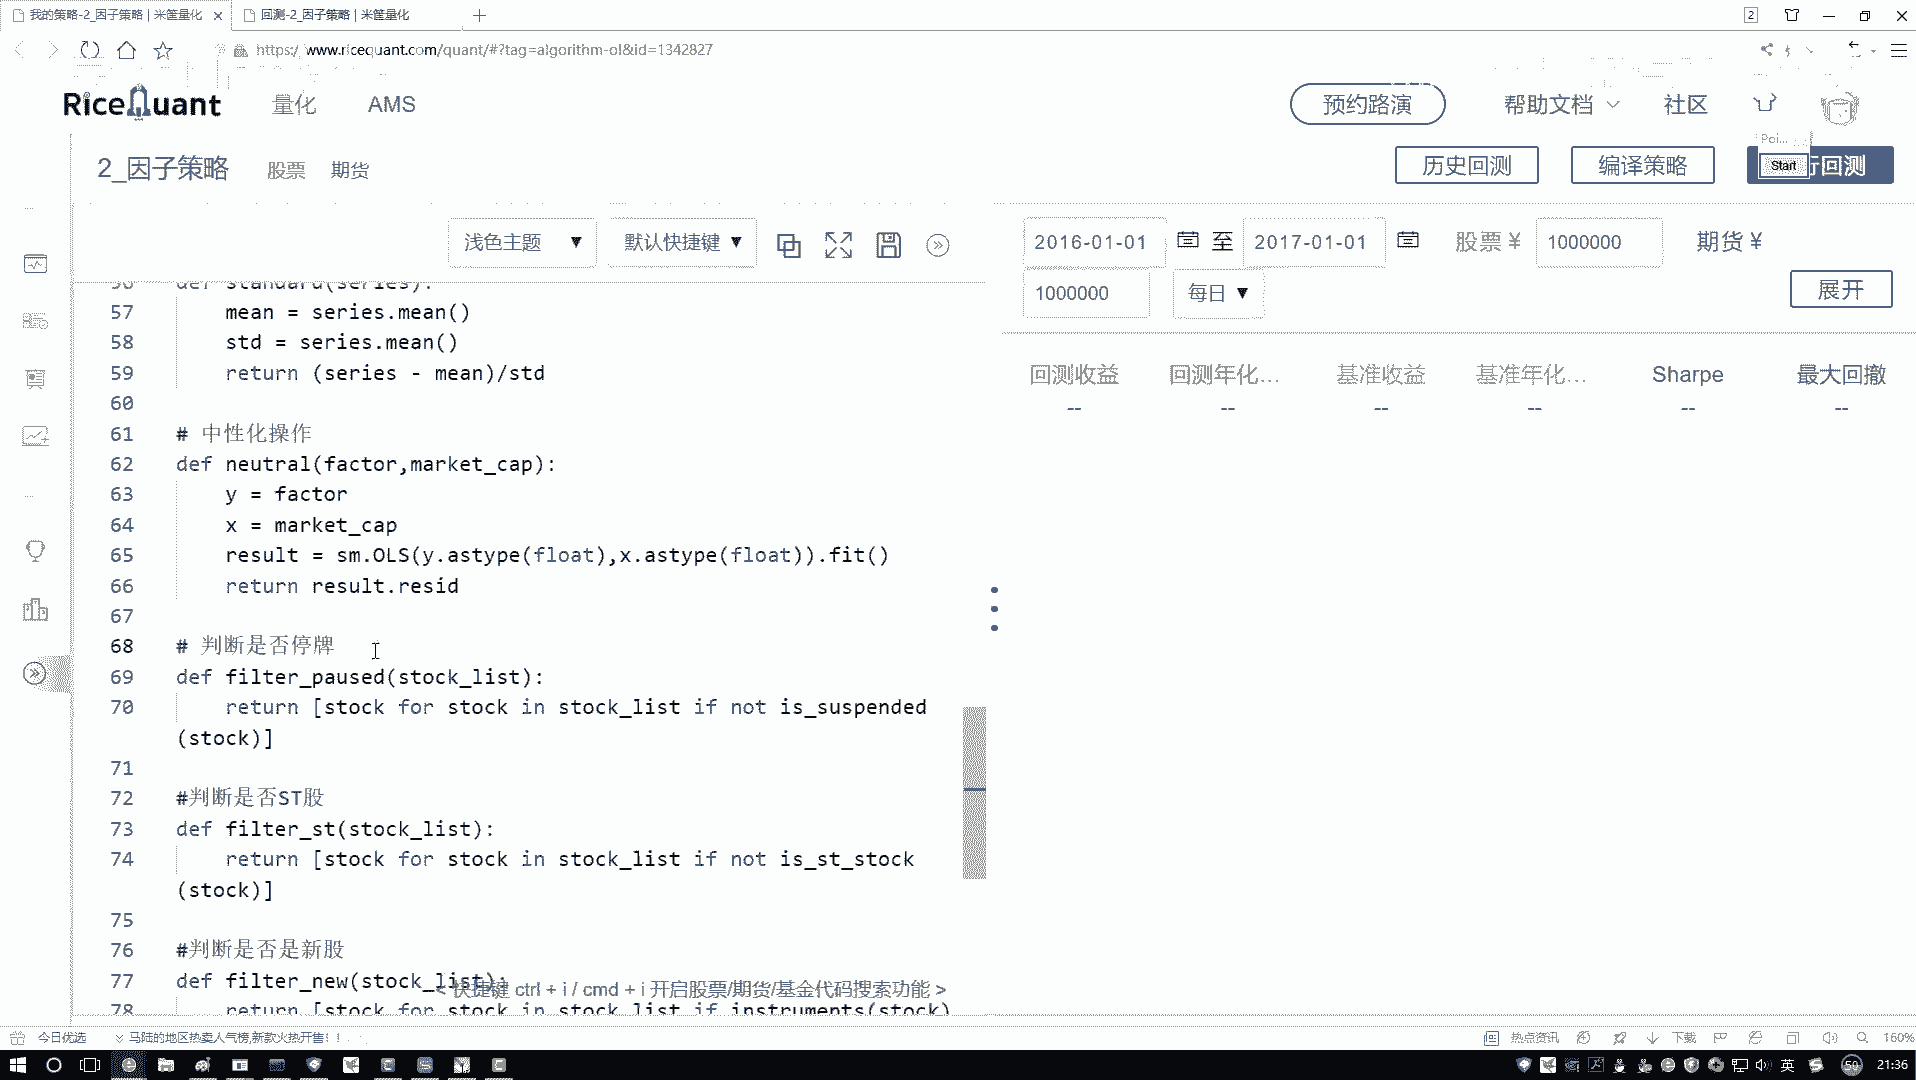 我的策略-2_因子策略 | 米筐量化
回测-2_因子策略 | 米筐量化
2
https://www.ricequant.com/quant/#?tag=algorithm-ol&id=1342827
RiceQuant 量化 AMS 预约路演 帮助文档 社区
Poi...
2_因子策略 股票 期货 历史回测 编译策略 Start 行回测
浅色主题 ▼ 默认快捷键 ▼
2016-01-01 至 2017-01-01 股票 ¥ 1000000 期货 ¥
1000000 每日 ▼ 展开
回测收益 回测年化... 基准收益 基准年化... Sharpe 最大回撤
-- -- -- -- -- --
56 def standard(series):
57 mean = series.mean()
58 std = series.mean()
59 return (series - mean)/std
60
61 # 中性化操作
62 def neutral(factor,market_cap):
63 y = factor
64 x = market_cap
65 result = sm.OLS(y.astype(float),x.astype(float)).fit()
66 return result.resid
67
68 # 判断是否停牌
69 def filter_paused(stock_list):
70 return [stock for stock in stock_list if not is_suspended
(stock)]
71
72 #判断是否ST股
73 def filter_st(stock_list):
74 return [stock for stock in stock_list if not is_st_stock
(stock)]
75
76 #判断是否是新股
77 def filter_new(stock_list):
< 快捷键 ctrl + i / cmd + i 开启股票/期货/基金代码搜索功能 >
78 return [stock for stock in stock_list if instruments(stock)
今日优选 马陆的地区热卖人气榜,新款火热开售！！ 热点资讯 下载 160%
英 50 21:36